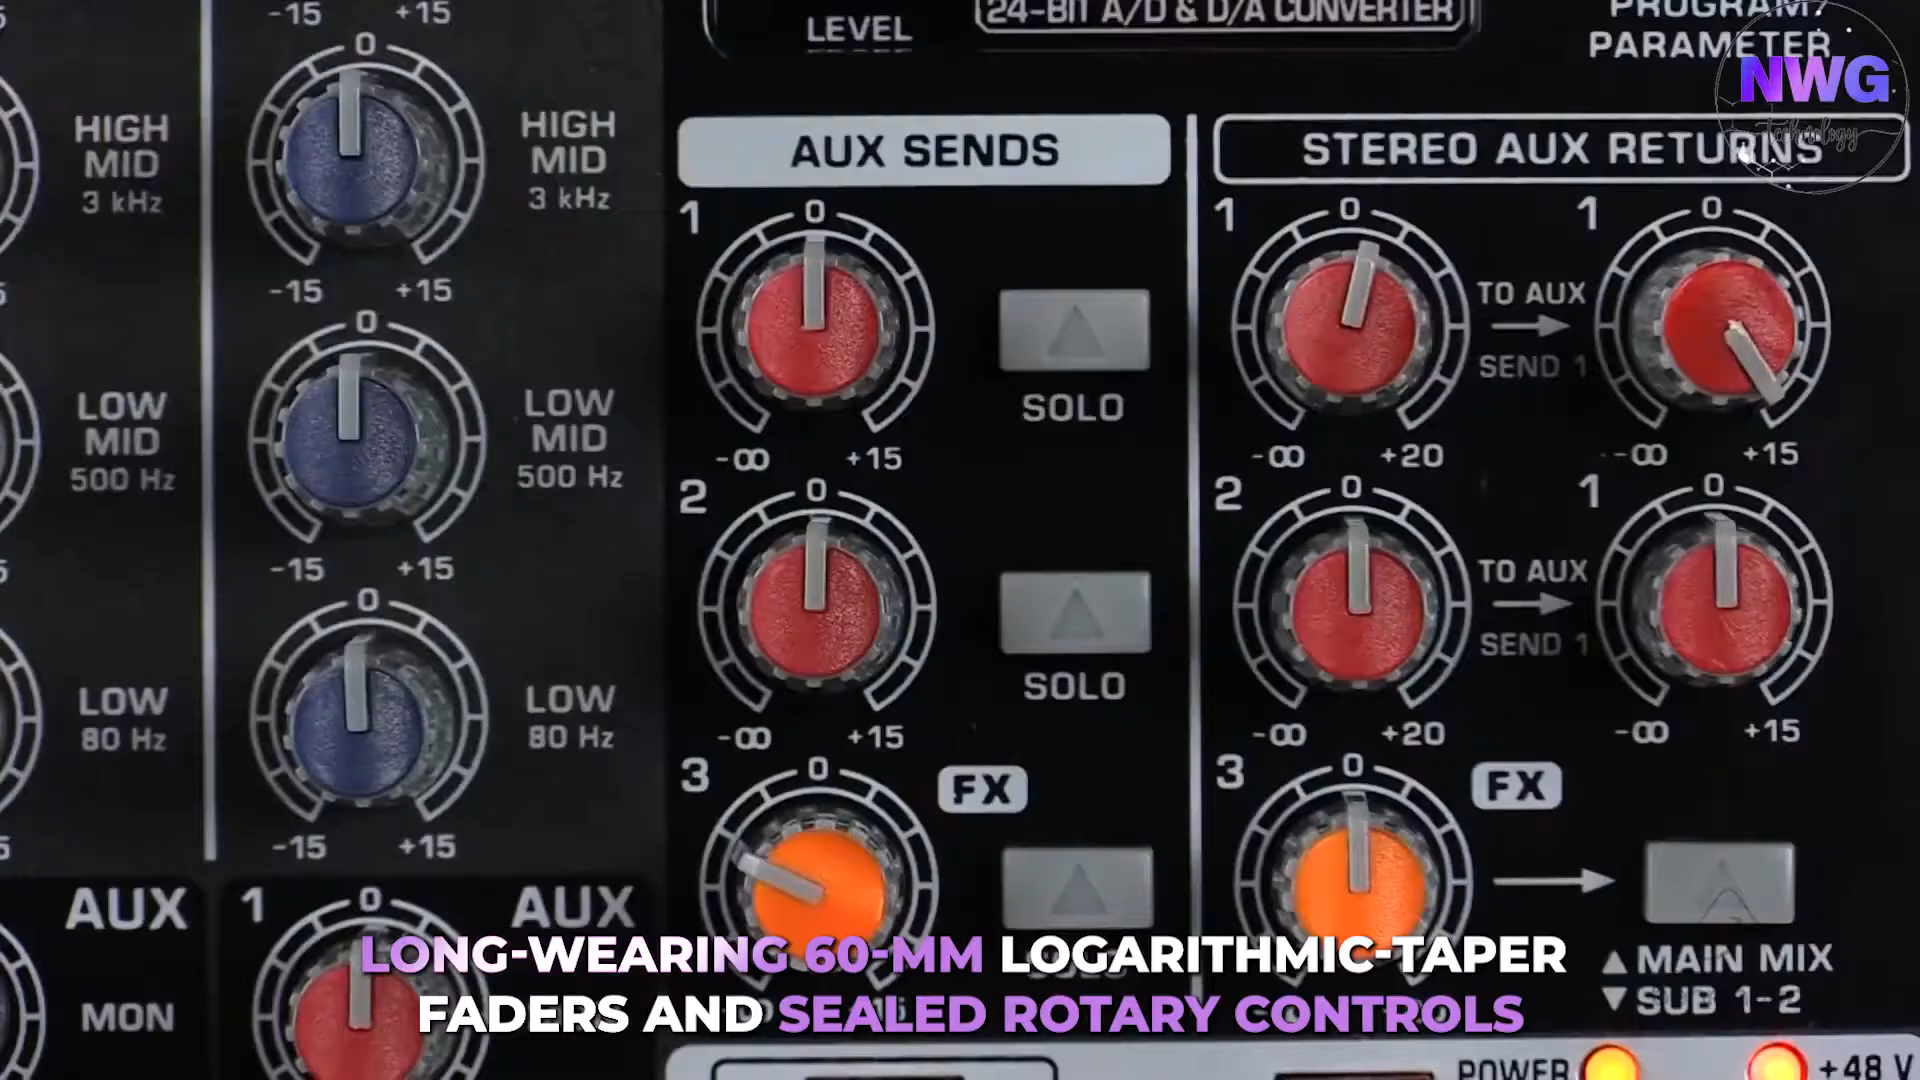 -15 +15
0
HIGH
MID
3 kHz
HIGH
MID
3 kHz
-15 +15
0
LOW
MID
500 Hz
LOW
MID
500 Hz
-15 +15
0
LOW
80 Hz
LOW
80 Hz
-15 +15
AUX
MON
1 0
AUX
LEVEL
24-BIT A/D & D/A CONVERTER
PROGRAM/
PARAMETER
NWG
Technology
AUX SENDS
1 0
SOLO
-∞ +15
2 0
SOLO
-∞ +15
3 0
FX
STEREO AUX RETURNS
1 0
TO AUX
SEND 1
1 0
-∞ +20
-∞ +15
2 0
TO AUX
SEND 1
1 0
-∞ +20
-∞ +15
3 0
FX
▲ MAIN MIX
▼ SUB 1-2
LONG-WEARING 60-MM LOGARITHMIC-TAPER
FADERS AND SEALED ROTARY CONTROLS
POWER
+48 V